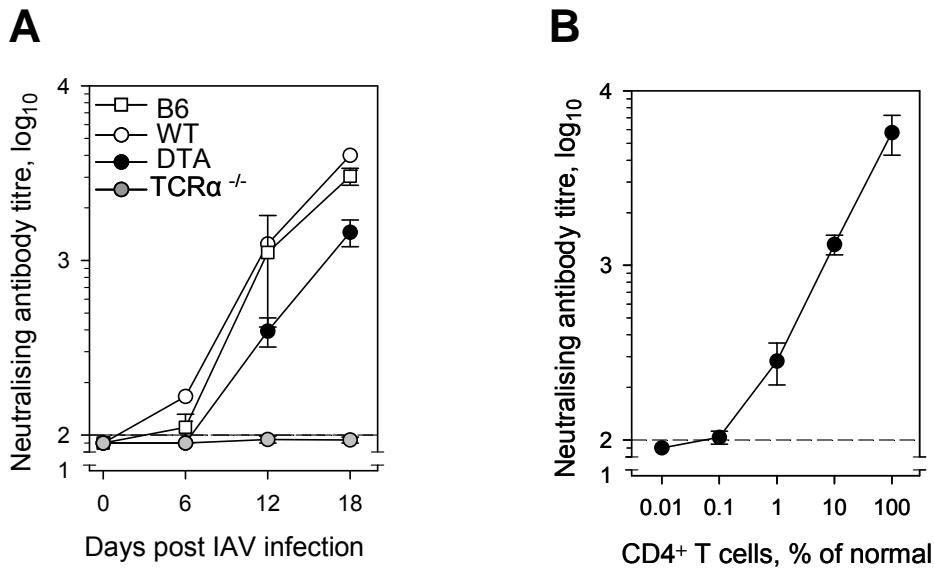 A
Neutralising antibody titre, log₁₀
4
3
2
1
B6
WT
DTA
TCRα -/-
0
6
12
18
Days post IAV infection
B
Neutralising antibody titre, log₁₀
4
3
2
1
0.01
0.1
1
10
100
CD4⁺ T cells, % of normal